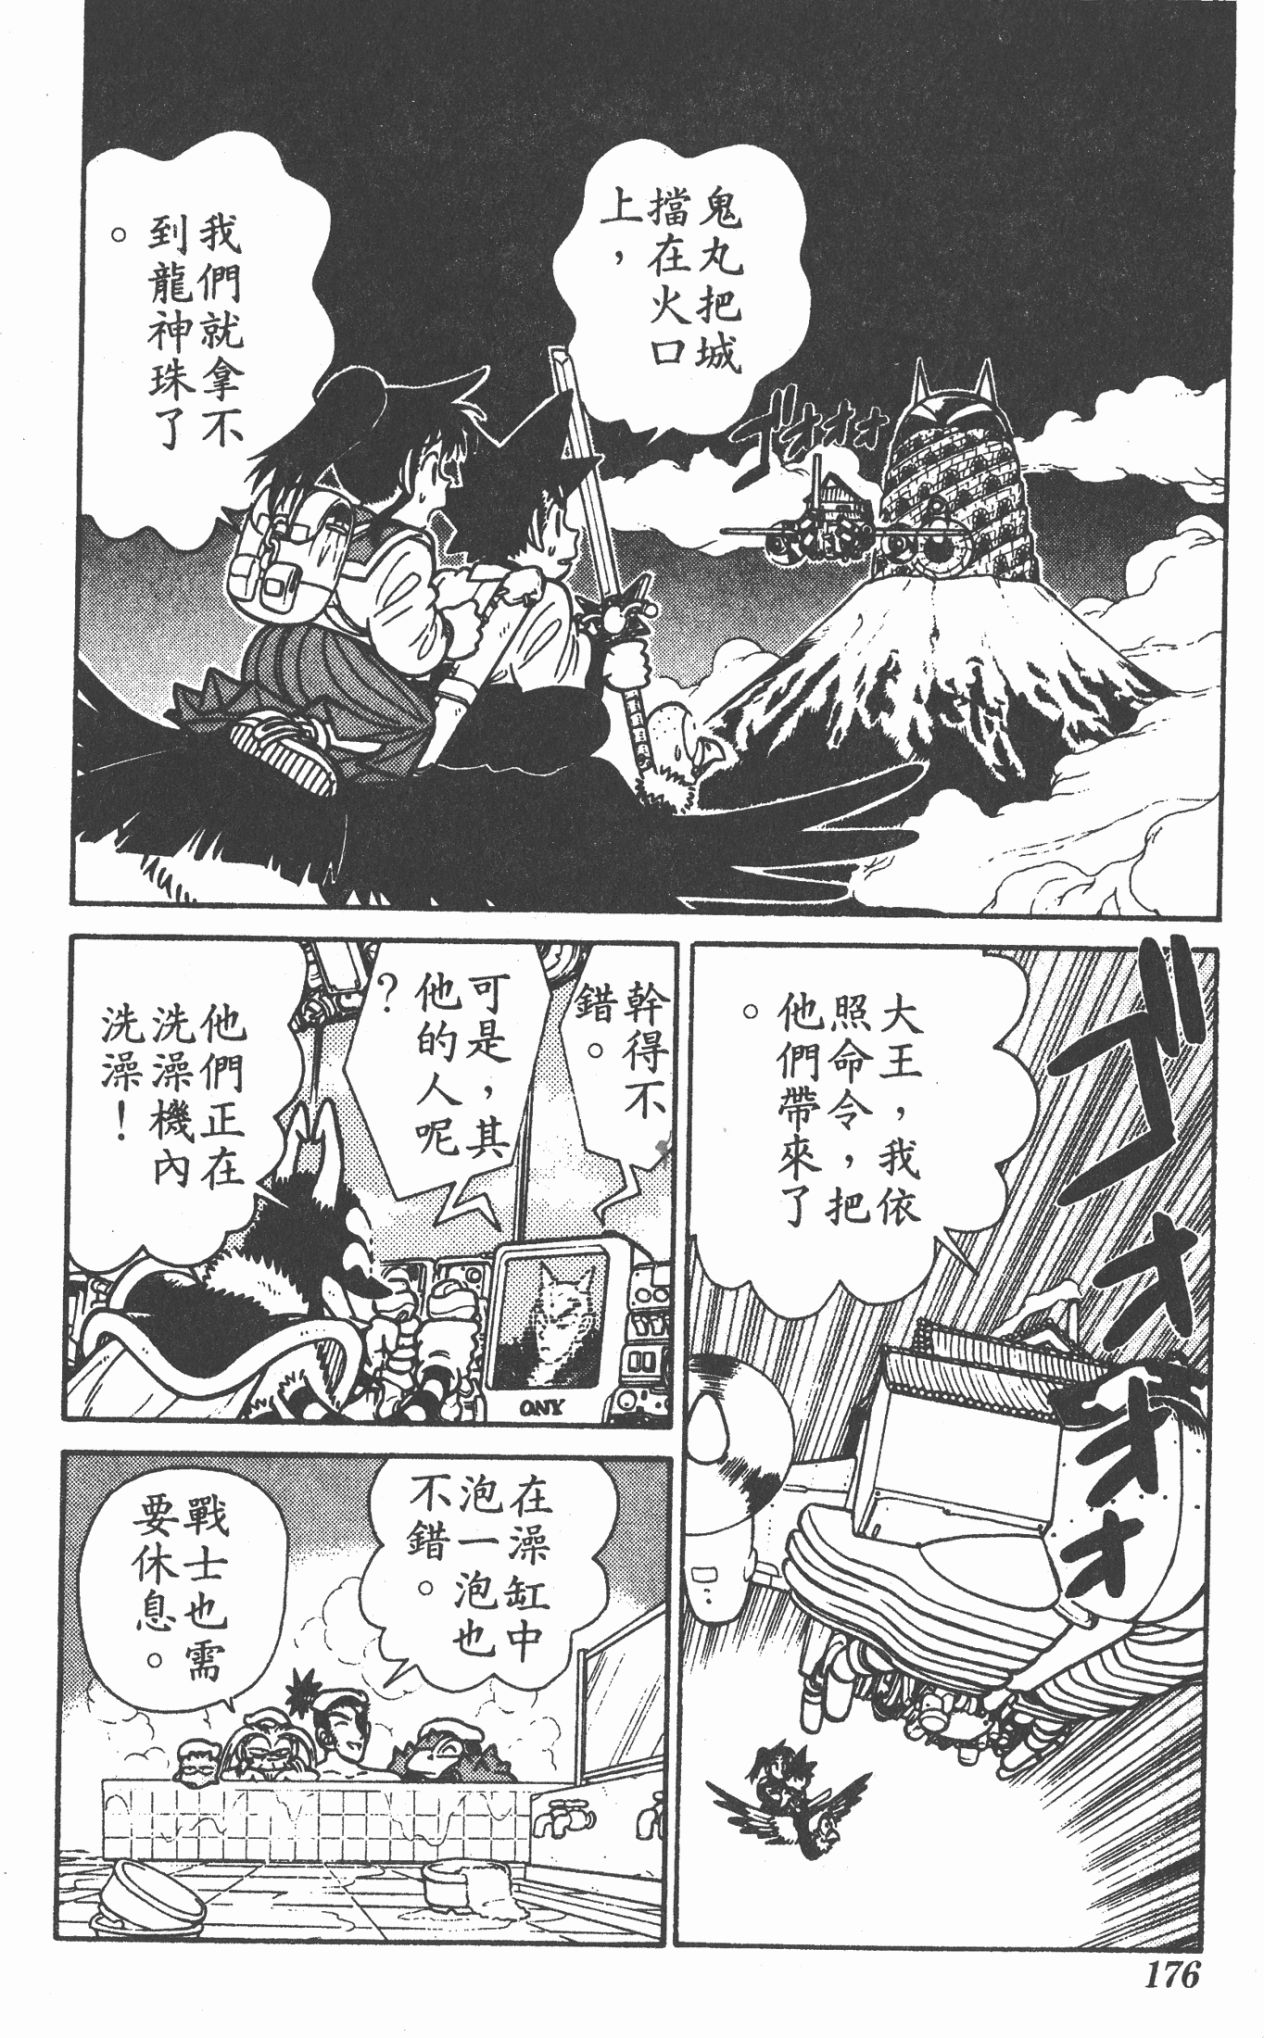 鬼丸把城
擋在火口
上，
我們就拿不
到龍神珠了
。
ゴオオオ
ゴオオオ
大王，我依
照命令，把
他們帶來了
。
幹得不
錯。
可是，其
他的人呢
？
他們正在
洗澡機內
洗澡！
ONY
在澡缸中
泡一泡也
不錯。
戰士也需
要休息。
176